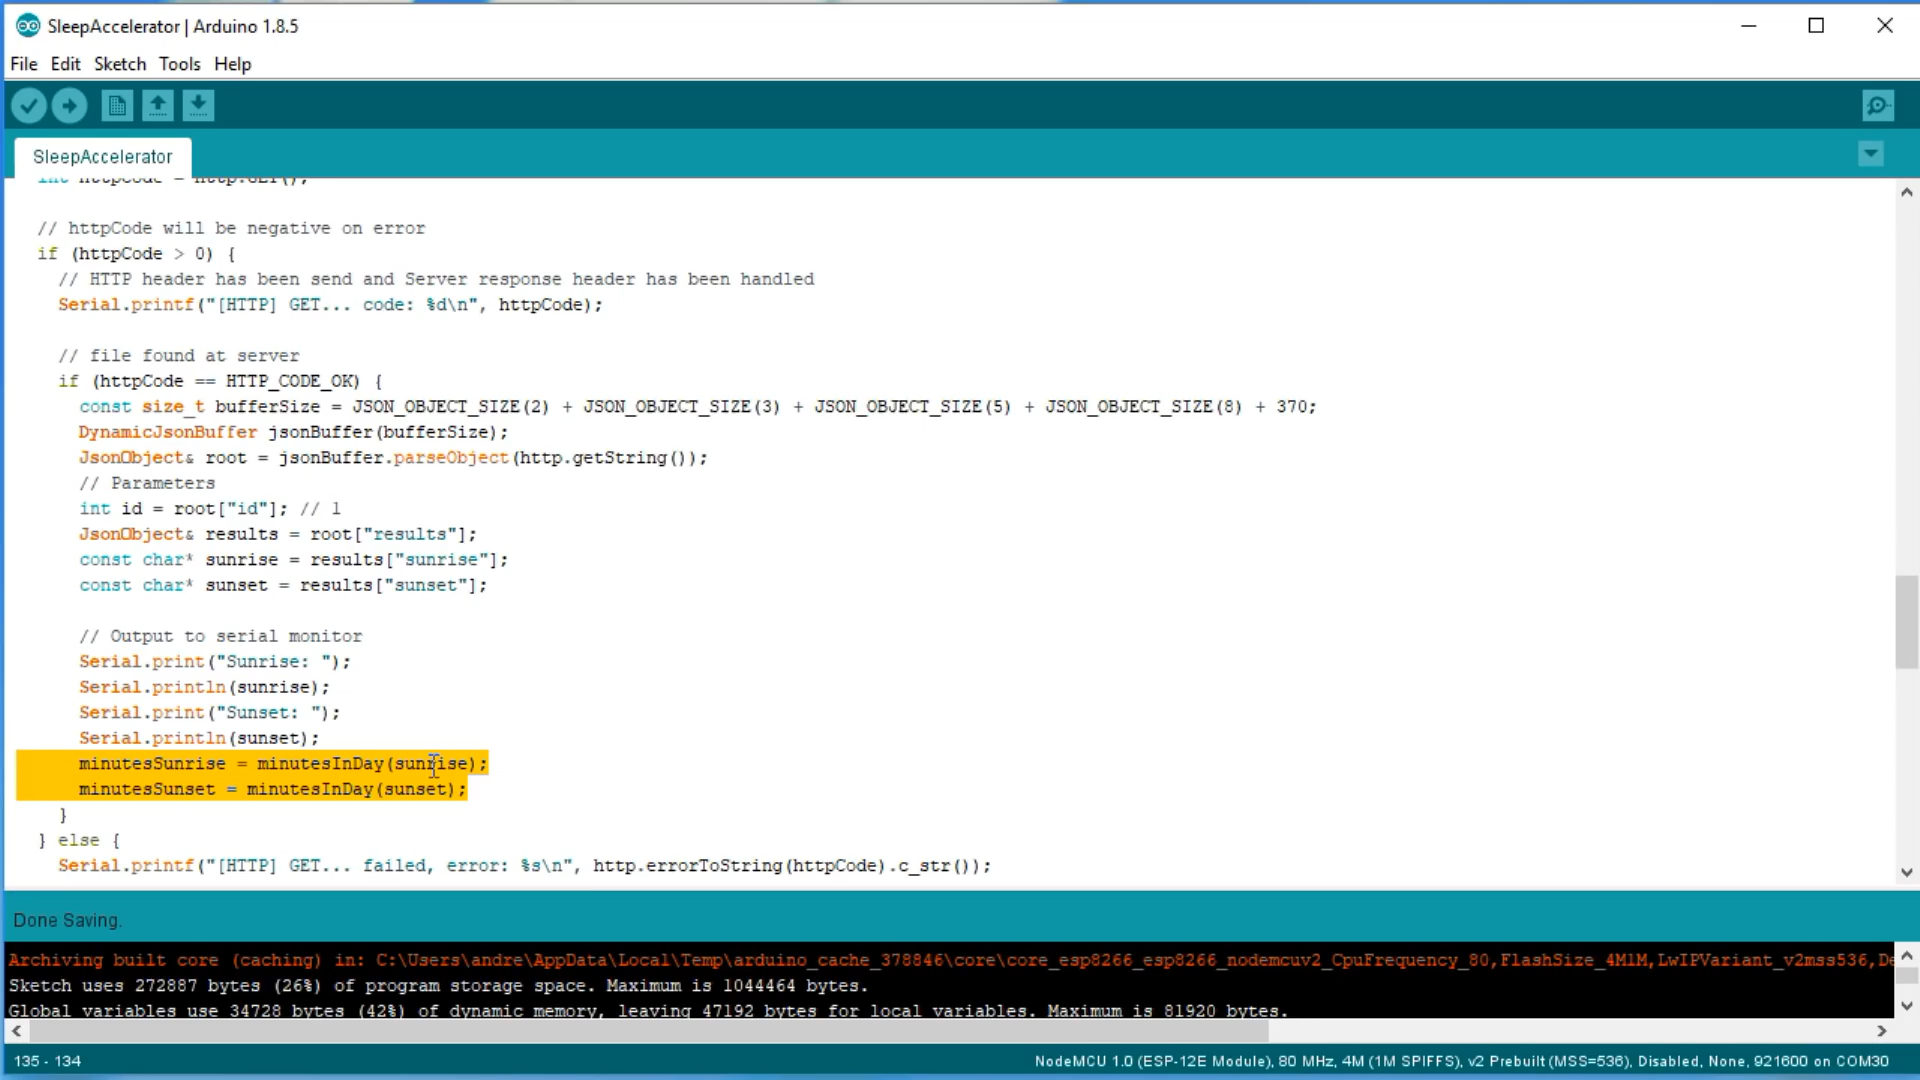 SleepAccelerator | Arduino 1.8.5
File Edit Sketch Tools Help
SleepAccelerator
int httpCode = http.GET();
// httpCode will be negative on error
if (httpCode > 0) {
// HTTP header has been send and Server response header has been handled
Serial.printf("[HTTP] GET... code: %d\n", httpCode);
// file found at server
if (httpCode == HTTP_CODE_OK) {
const size_t bufferSize = JSON_OBJECT_SIZE(2) + JSON_OBJECT_SIZE(3) + JSON_OBJECT_SIZE(5) + JSON_OBJECT_SIZE(8) + 370;
DynamicJsonBuffer jsonBuffer(bufferSize);
JsonObject& root = jsonBuffer.parseObject(http.getString());
// Parameters
int id = root["id"]; // 1
JsonObject& results = root["results"];
const char* sunrise = results["sunrise"];
const char* sunset = results["sunset"];
// Output to serial monitor
Serial.print("Sunrise: ");
Serial.println(sunrise);
Serial.print("Sunset: ");
Serial.println(sunset);
minutesSunrise = minutesInDay(sunrise);
minutesSunset = minutesInDay(sunset);
}
} else {
Serial.printf("[HTTP] GET... failed, error: %s\n", http.errorToString(httpCode).c_str());
Done Saving.
Archiving built core (caching) in: C:\Users\andre\AppData\Local\Temp\arduino_cache_378846\core\core_esp8266_esp8266_nodemcuv2_CpuFrequency_80,FlashSize_4M1M,LwIPVariant_v2mss536,De
Sketch uses 272887 bytes (26%) of program storage space. Maximum is 1044464 bytes.
Global variables use 34728 bytes (42%) of dynamic memory, leaving 47192 bytes for local variables. Maximum is 81920 bytes.
135 - 134
NodeMCU 1.0 (ESP-12E Module), 80 MHz, 4M (1M SPIFFS), v2 Prebuilt (MSS=536), Disabled, None, 921600 on COM30